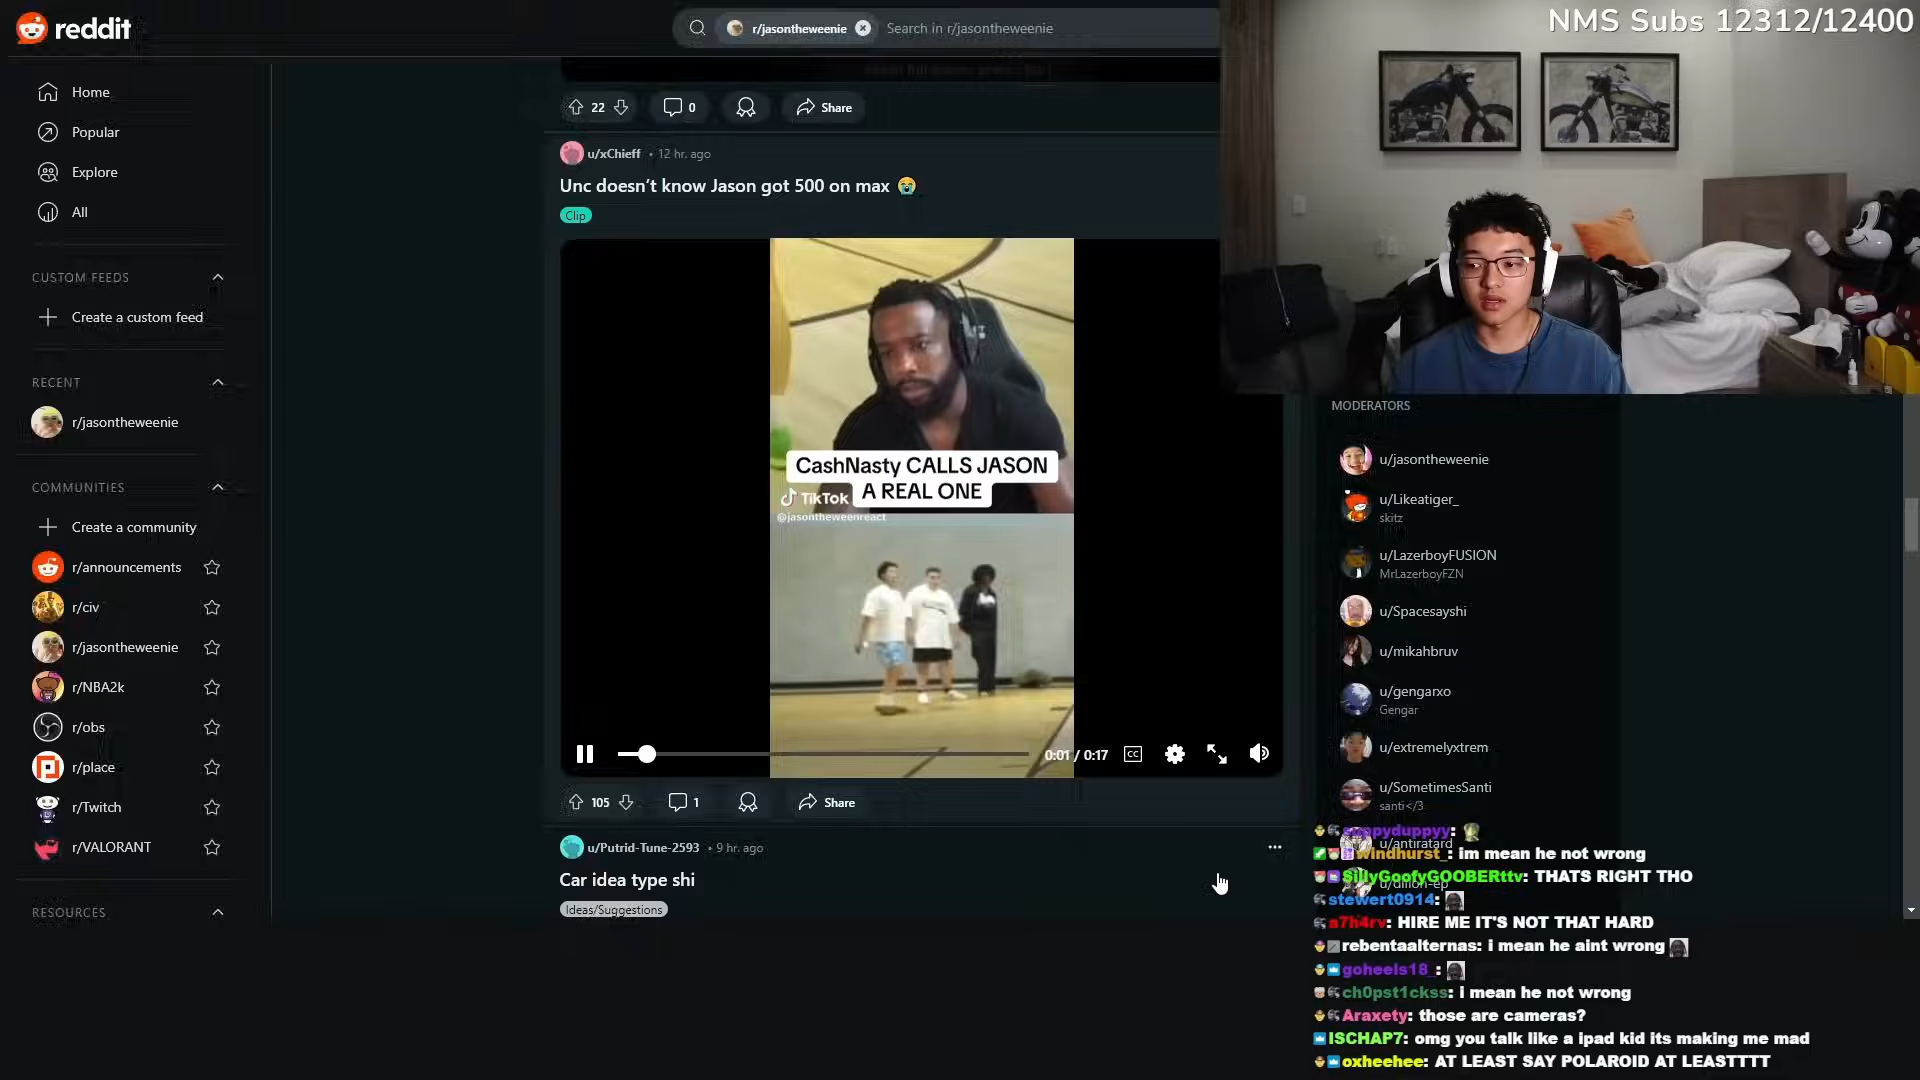 reddit
r/jasontheweenie
Search in r/jasontheweenie
NMS Subs 12312/12400
Home
Popular
Explore
All
CUSTOM FEEDS
Create a custom feed
RECENT
r/jasontheweenie
COMMUNITIES
Create a community
r/announcements
r/civ
r/jasontheweenie
r/NBA2k
r/obs
r/place
r/Twitch
r/VALORANT
RESOURCES
22
0
Share
u/xChieff • 12 hr. ago
Unc doesn't know Jason got 500 on max 😭
Clip
CashNasty CALLS JASON
A REAL ONE
TikTok
@jasontheweenreact
0:01 / 0:17
CC
105
1
Share
u/Putrid-Tune-2593 • 9 hr. ago
Car idea type shi
Ideas/Suggestions
MODERATORS
u/jasontheweenie
u/Likeatiger_
skitz
u/LazerboyFUSION
MrLazerboyFZN
u/Spacesayshi
u/mikahbruv
u/gengarxo
Gengar
u/extremelyxtrem
u/SometimesSanti
santi</3
u/antiratard
u/dillon-ep
windhurst_: im mean he not wrong
SillyGoofyGOOBERttv: THATS RIGHT THO
stewert0914:
a7h4rv: HIRE ME IT'S NOT THAT HARD
rebentaalternas: i mean he aint wrong
goheels18_:
ch0pst1ckss: i mean he not wrong
Araxety: those are cameras?
ISCHAP7: omg you talk like a ipad kid its making me mad
oxheehee: AT LEAST SAY POLAROID AT LEASTTTT